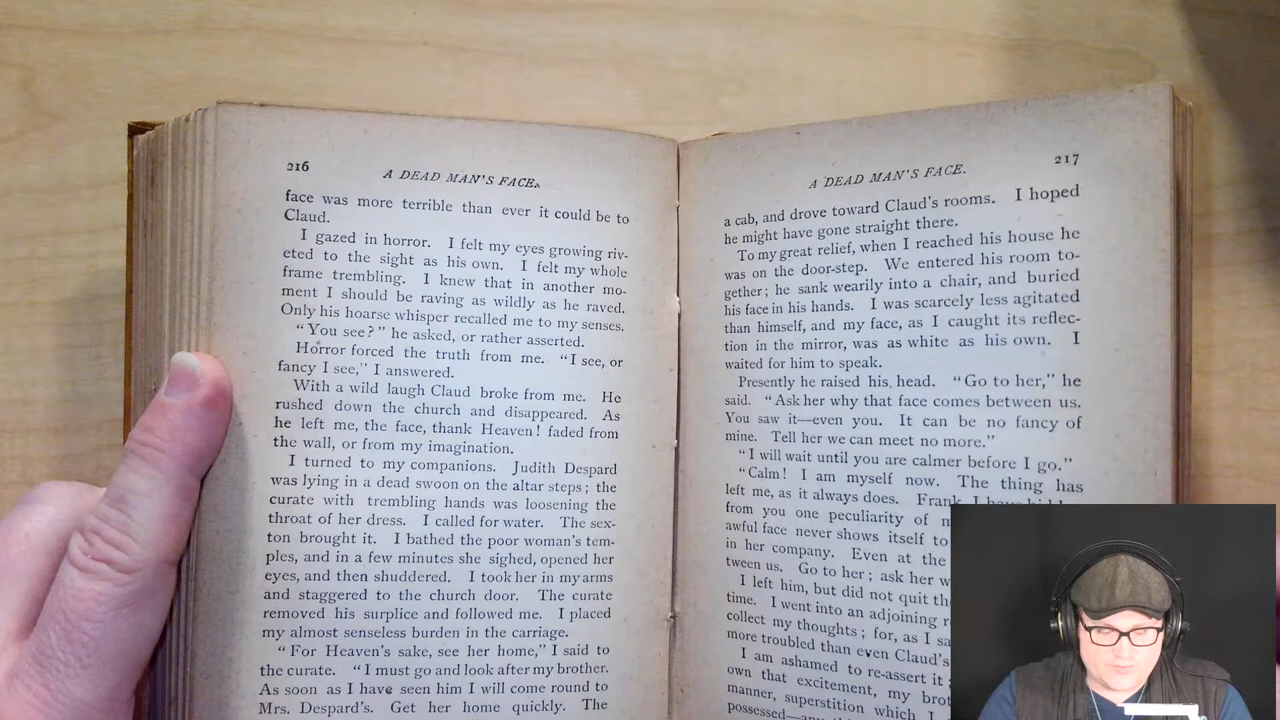 216
A DEAD MAN'S FACE.
face was more terrible than ever it could be to
Claud.
I gazed in horror. I felt my eyes growing riv-
eted to the sight as his own. I felt my whole
frame trembling. I knew that in another mo-
ment I should be raving as wildly as he raved.
Only his hoarse whisper recalled me to my senses.
"You see?" he asked, or rather asserted.
Horror forced the truth from me. "I see, or
fancy I see," I answered.
With a wild laugh Claud broke from me. He
rushed down the church and disappeared. As
he left me, the face, thank Heaven! faded from
the wall, or from my imagination.
I turned to my companions. Judith Despard
was lying in a dead swoon on the altar steps; the
curate with trembling hands was loosening the
throat of her dress. I called for water. The sex-
ton brought it. I bathed the poor woman's tem-
ples, and in a few minutes she sighed, opened her
eyes, and then shuddered. I took her in my arms
and staggered to the church door. The curate
removed his surplice and followed me. I placed
my almost senseless burden in the carriage.
"For Heaven's sake, see her home," I said to
the curate. "I must go and look after my brother.
As soon as I have seen him I will come round to
Mrs. Despard's. Get her home quickly. The
A DEAD MAN'S FACE.
217
a cab, and drove toward Claud's rooms. I hoped
he might have gone straight there.
To my great relief, when I reached his house he
was on the door-step. We entered his room to-
gether; he sank wearily into a chair, and buried
his face in his hands. I was scarcely less agitated
than himself, and my face, as I caught its reflec-
tion in the mirror, was as white as his own. I
waited for him to speak.
Presently he raised his head. "Go to her," he
said. "Ask her why that face comes between us.
You saw it—even you. It can be no fancy of
mine. Tell her we can meet no more."
"I will wait until you are calmer before I go."
"Calm! I am myself now. The thing has
left me, as it always does. Frank, I have
from you one peculiarity of
awful face never shows itself to
in her company. Even at the
tween us. Go to her; ask her
I left him, but did not quit
time. I went into an adjoining
collect my thoughts; for, as I
more troubled than even Claud's
I am ashamed to re-assert it
own that excitement, my
manner, superstition which I
possessed—